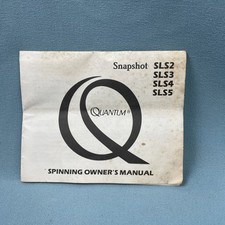 Snapshot SLS2
SLS3
SLS4
SLS5
QUANTUM®
SPINNING OWNER'S MANUAL